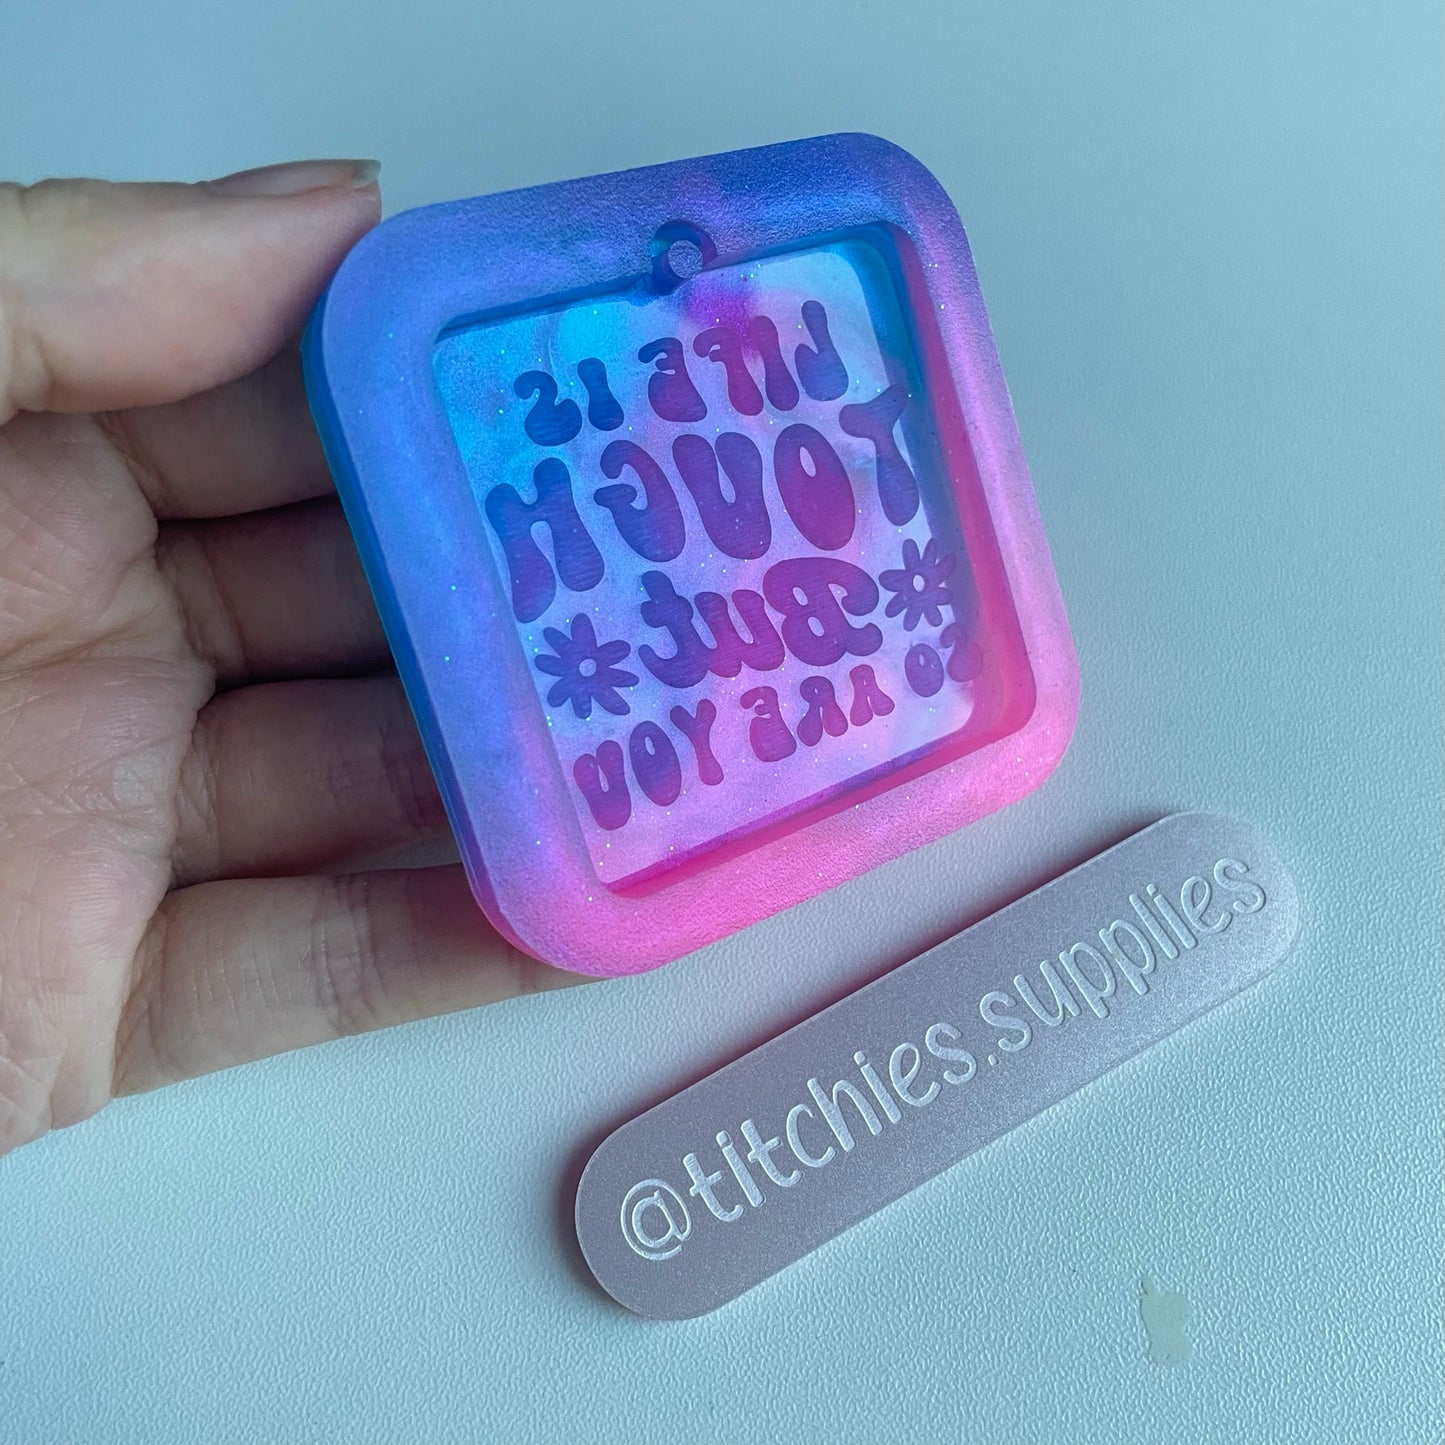 LIFE IS
TOUGH
But
SO ARE YOU
@titchies.supplies